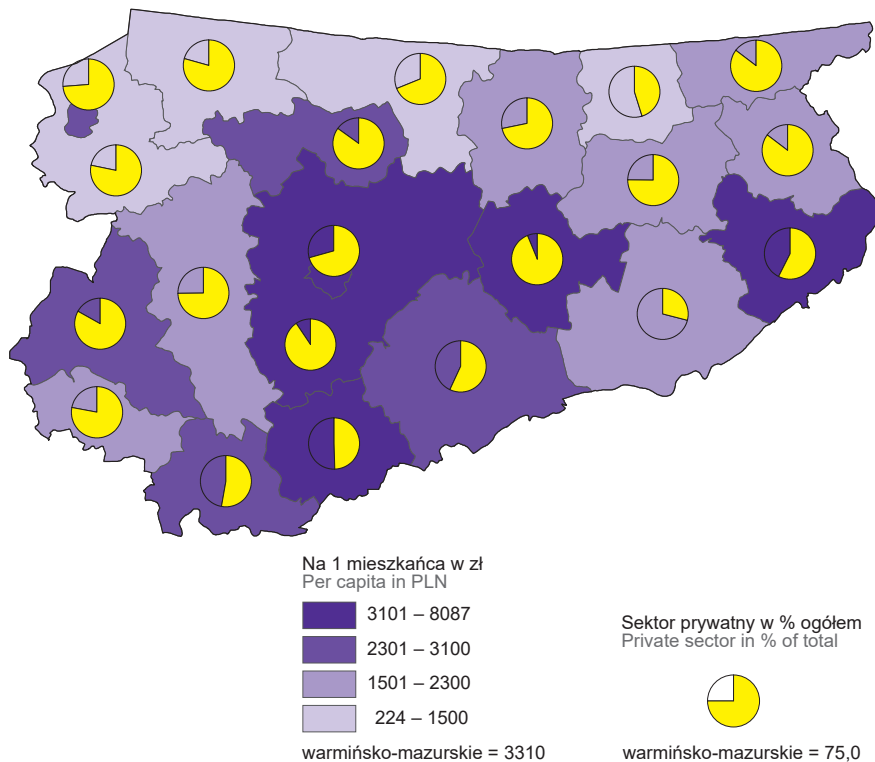 Na 1 mieszkańca w zł
Per capita in PLN
3101 – 8087
2301 – 3100
1501 – 2300
224 – 1500
warmińsko-mazurskie = 3310
Sektor prywatny w % ogółem
Private sector in % of total
warmińsko-mazurskie = 75,0